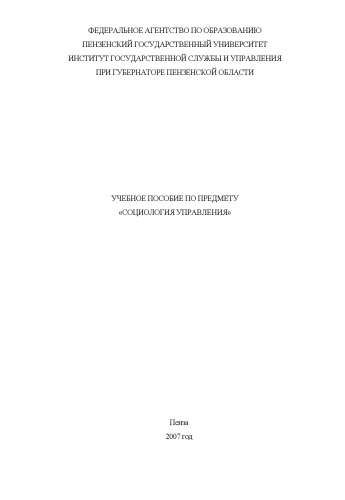 ФЕДЕРАЛЬНОЕ АГЕНТСТВО ПО ОБРАЗОВАНИЮ
ПЕНЗЕНСКИЙ ГОСУДАРСТВЕННЫЙ УНИВЕРСИТЕТ
ИНСТИТУТ ГОСУДАРСТВЕННОЙ СЛУЖБЫ И УПРАВЛЕНИЯ
ПРИ ГУБЕРНАТОРЕ ПЕНЗЕНСКОЙ ОБЛАСТИ
УЧЕБНОЕ ПОСОБИЕ ПО ПРЕДМЕТУ
«СОЦИОЛОГИЯ УПРАВЛЕНИЯ»
Пенза
2007 год